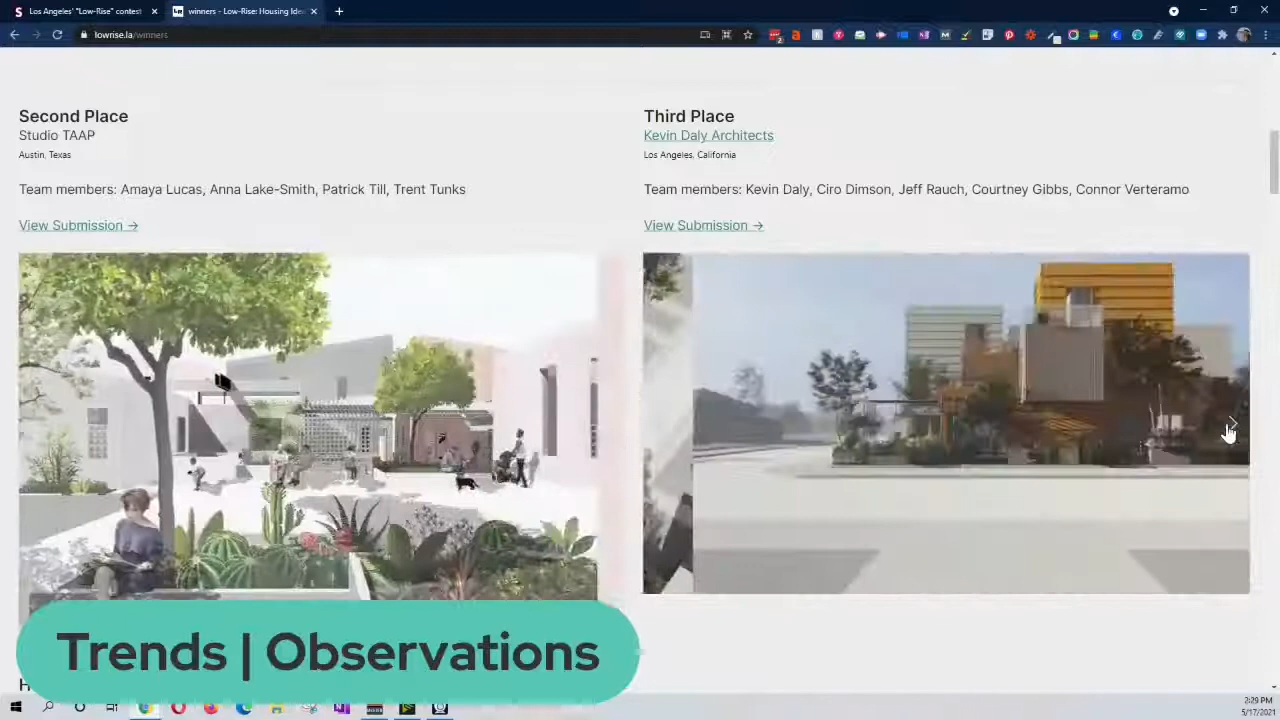 Los Angeles' "Low-Rise" contest
winners - Low-Rise: Housing Ide
lowrise.la/winners
Second Place
Studio TAAP
Austin, Texas
Team members: Amaya Lucas, Anna Lake-Smith, Patrick Till, Trent Tunks
View Submission →
Third Place
Kevin Daly Architects
Los Angeles, California
Team members: Kevin Daly, Ciro Dimson, Jeff Rauch, Courtney Gibbs, Connor Verteramo
View Submission →
Trends | Observations
2:29 PM
5/17/2021